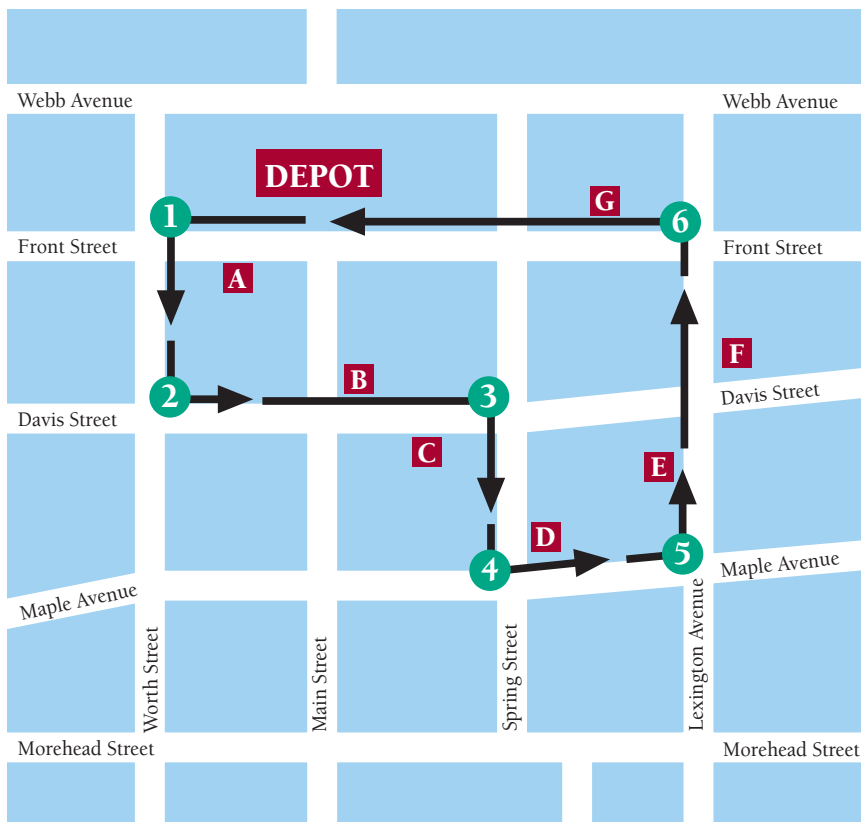 Webb Avenue
Webb Avenue
DEPOT
G
1
6
Front Street
Front Street
A
F
B
2
3
Davis Street
Davis Street
C
E
D
5
4
Maple Avenue
Maple Avenue
Worth Street
Main Street
Spring Street
Lexington Avenue
Morehead Street
Morehead Street